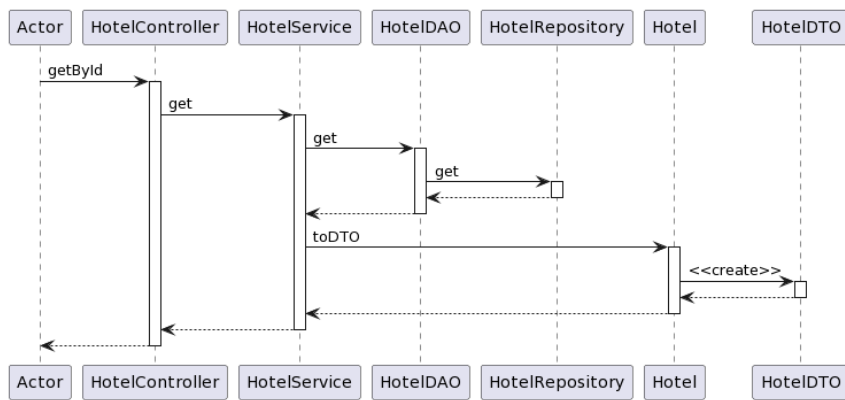 Actor HotelController HotelService HotelDAO HotelRepository Hotel HotelDTO
getById
get
get
get
toDTO
<<create>>
Actor HotelController HotelService HotelDAO HotelRepository Hotel HotelDTO